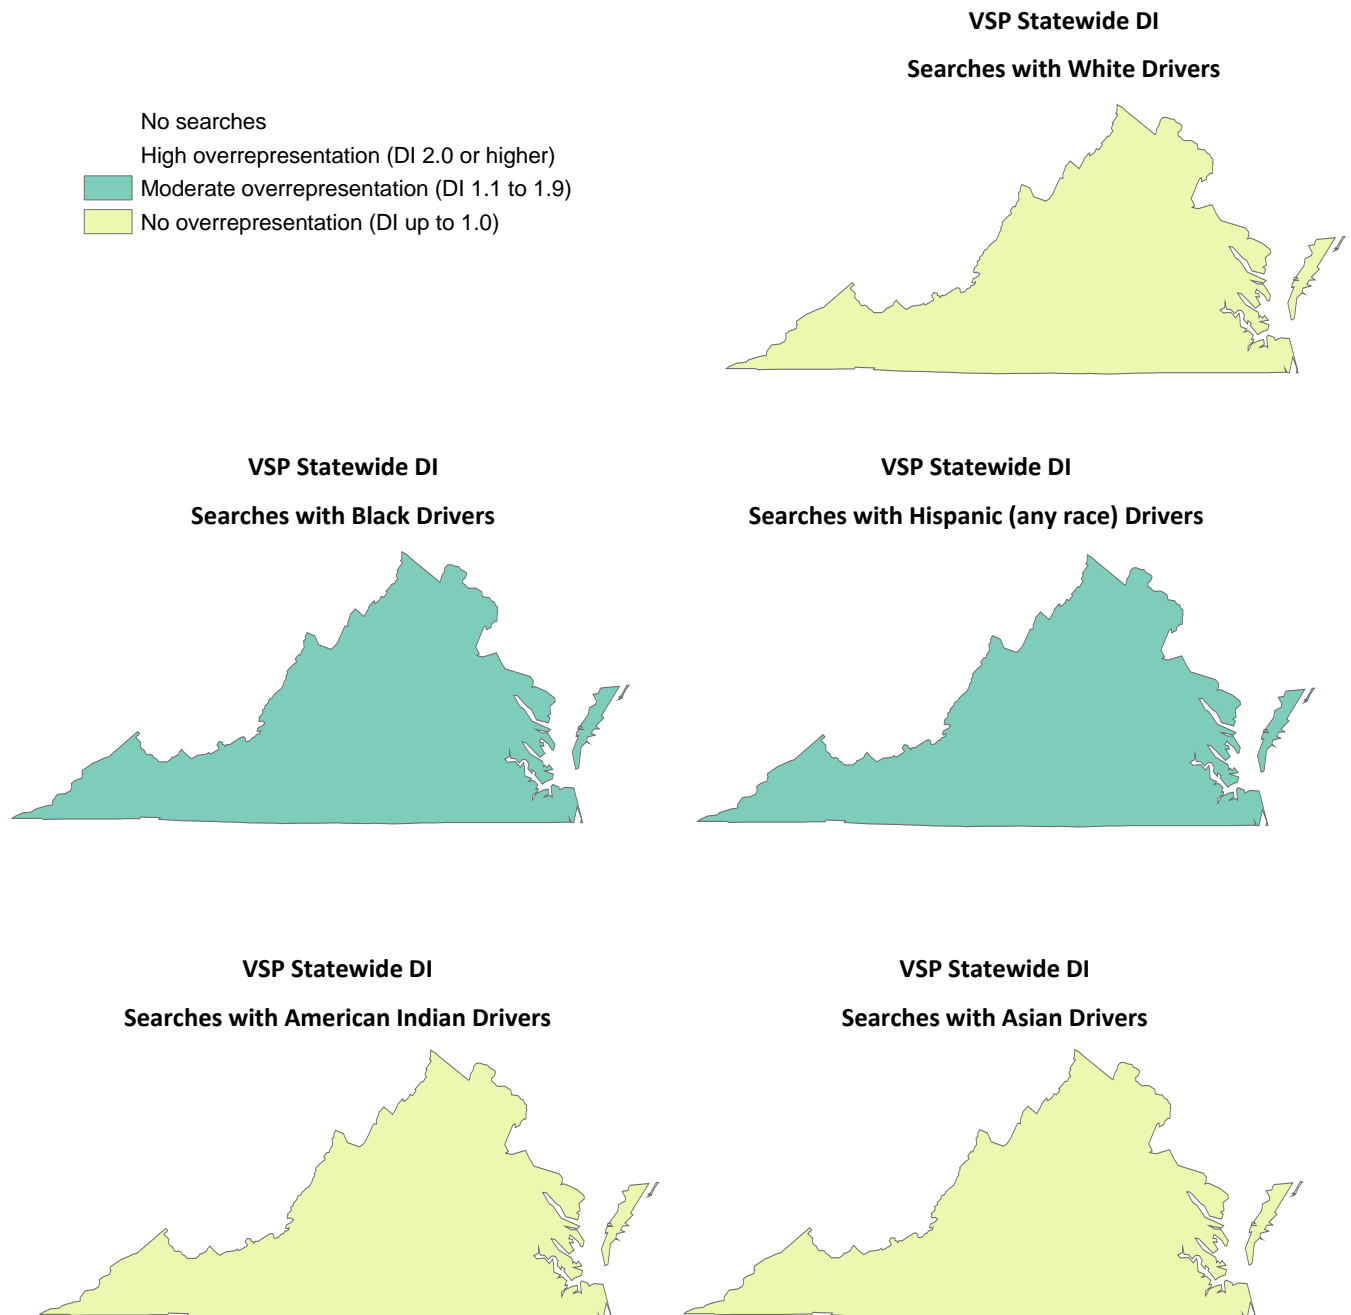 VSP Statewide DI
Searches with White Drivers
No searches
High overrepresentation (DI 2.0 or higher)
Moderate overrepresentation (DI 1.1 to 1.9)
No overrepresentation (DI up to 1.0)
VSP Statewide DI
Searches with Black Drivers
VSP Statewide DI
Searches with Hispanic (any race) Drivers
VSP Statewide DI
Searches with American Indian Drivers
VSP Statewide DI
Searches with Asian Drivers